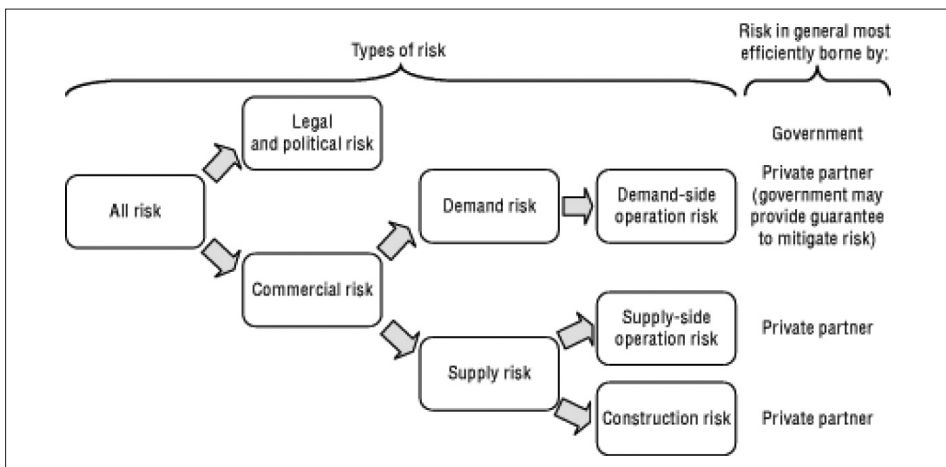 Types of risk
Risk in general most
efficiently borne by:
Legal
and political risk
Government
All risk
Demand risk
Demand-side
operation risk
Private partner
(government may
provide guarantee
to mitigate risk)
Commercial risk
Supply-side
operation risk
Private partner
Supply risk
Construction risk
Private partner